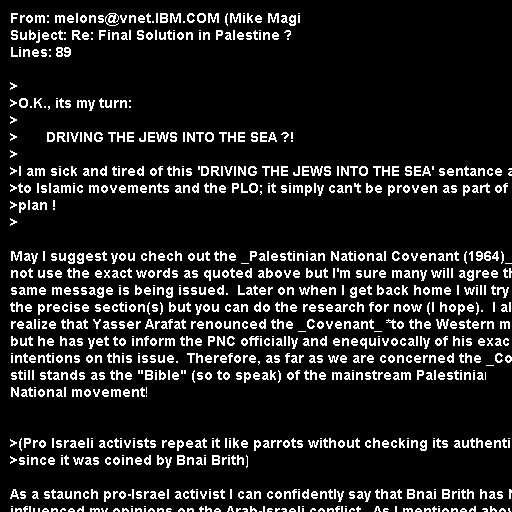 From: melons@vnet.IBM.COM (Mike Magi
Subject: Re: Final Solution in Palestine ?
Lines: 89
>
>O.K., its my turn:
>
> DRIVING THE JEWS INTO THE SEA ?!
>
>I am sick and tired of this 'DRIVING THE JEWS INTO THE SEA' sentance a
>to Islamic movements and the PLO; it simply can't be proven as part of
>plan !
>
May I suggest you chech out the _Palestinian National Covenant (1964)_
not use the exact words as quoted above but I'm sure many will agree th
same message is being issued.  Later on when I get back home I will try
the precise section(s) but you can do the research for now (I hope).  I al
realize that Yasser Arafat renounced the _Covenant_ *to the Western m
but he has yet to inform the PNC officially and enequivocally of his exac
intentions on this issue.  Therefore, as far as we are concerned the _Co
still stands as the "Bible" (so to speak) of the mainstream Palestinia
National movement!
>(Pro Israeli activists repeat it like parrots without checking its authenti
>since it was coined by Bnai Brith)
As a staunch pro-Israel activist I can confidently say that Bnai Brith has N
influenced my opinions on the Arab-Israeli conflict.  As I mentioned abov